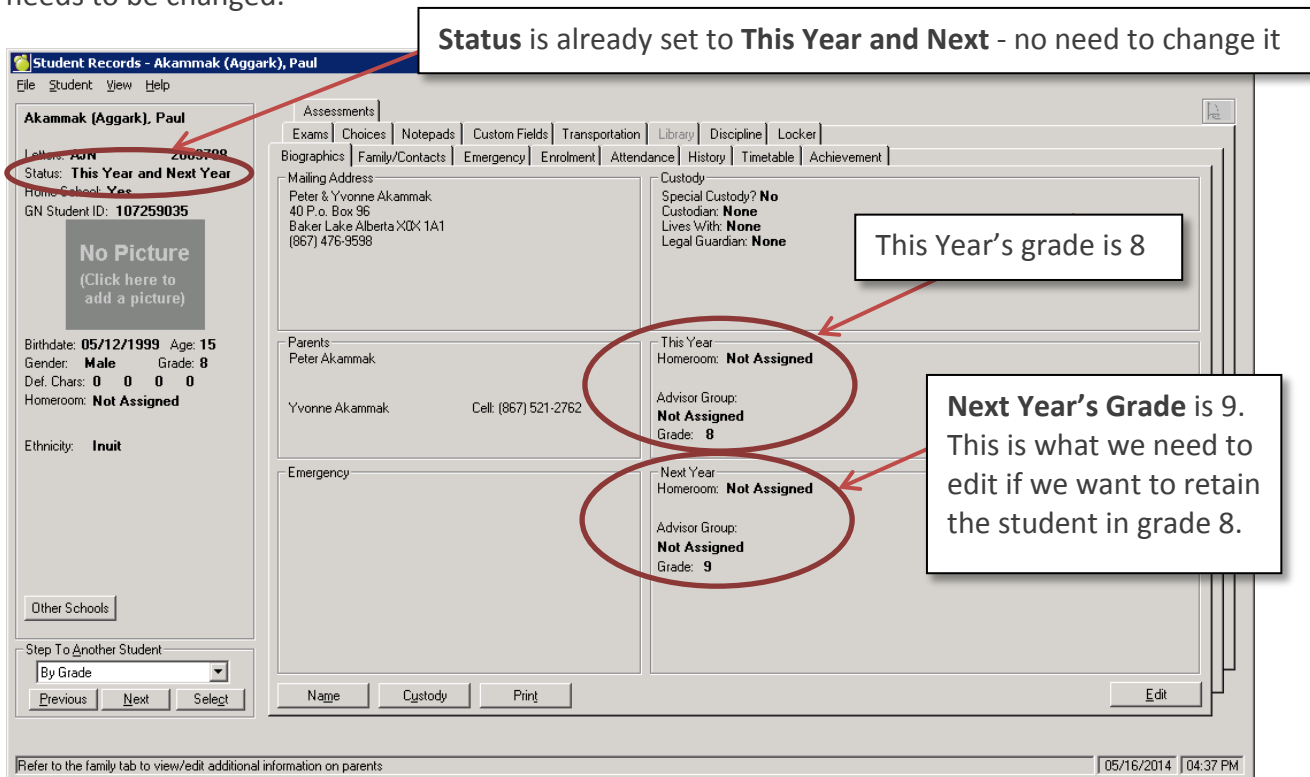 needs to be changed.
Status is already set to This Year and Next - no need to change it
Student Records - Akammak (Aggark), Paul
File Student View Help
Akammak (Aggark), Paul
Letters: AJN
Status: This Year and Next Year
Home School: Yes
GN Student ID: 107259035
No Picture
(Click here to
add a picture)
Birthdate: 05/12/1999 Age: 15
Gender: Male Grade: 8
Def. Chars: 0 0 0 0
Homeroom: Not Assigned
Ethnicity: Inuit
Other Schools
Step To Another Student
By Grade
Previous Next Select
Assessments
Exams Choices Notepads Custom Fields Transportation Library Discipline Locker
Biographics Family/Contacts Emergency Enrolment Attendance History Timetable Achievement
Mailing Address
Peter & Yvonne Akammak
40 P.o. Box 96
Baker Lake Alberta X0X 1A1
(867) 476-9598
Custody
Special Custody? No
Custodian: None
Lives With: None
Legal Guardian: None
This Year's grade is 8
Parents
Peter Akammak
Yvonne Akammak Cell: (867) 521-2762
This Year
Homeroom: Not Assigned
Advisor Group:
Not Assigned
Grade: 8
Next Year's Grade is 9.
This is what we need to
edit if we want to retain
the student in grade 8.
Emergency
Next Year
Homeroom: Not Assigned
Advisor Group:
Not Assigned
Grade: 9
Name Custody Print Edit
Refer to the family tab to view/edit additional information on parents 05/16/2014 04:37 PM